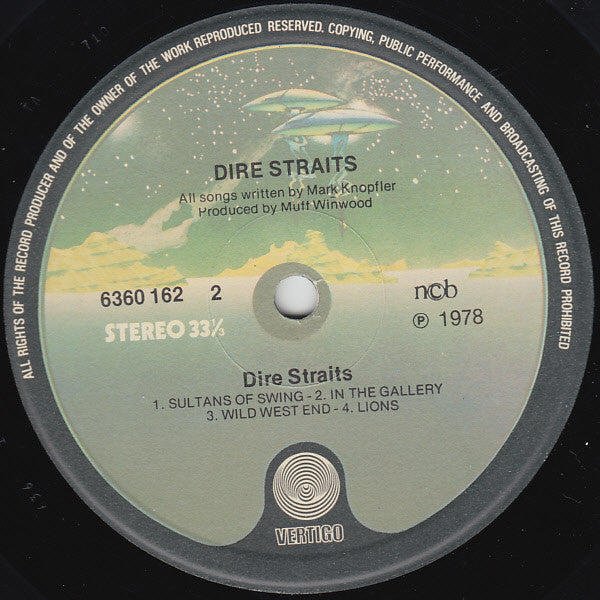 ALL RIGHTS OF THE RECORD PRODUCER AND OF THE OWNER OF THE WORK REPRODUCED RESERVED. COPYING, PUBLIC PERFORMANCE AND BROADCASTING OF THIS RECORD PROHIBITED
DIRE STRAITS
All songs written by Mark Knopfler
Produced by Muff Winwood
6360 162 2
ncb
STEREO 33⅓
℗ 1978
Dire Straits
1. SULTANS OF SWING - 2. IN THE GALLERY
3. WILD WEST END - 4. LIONS
VERTIGO